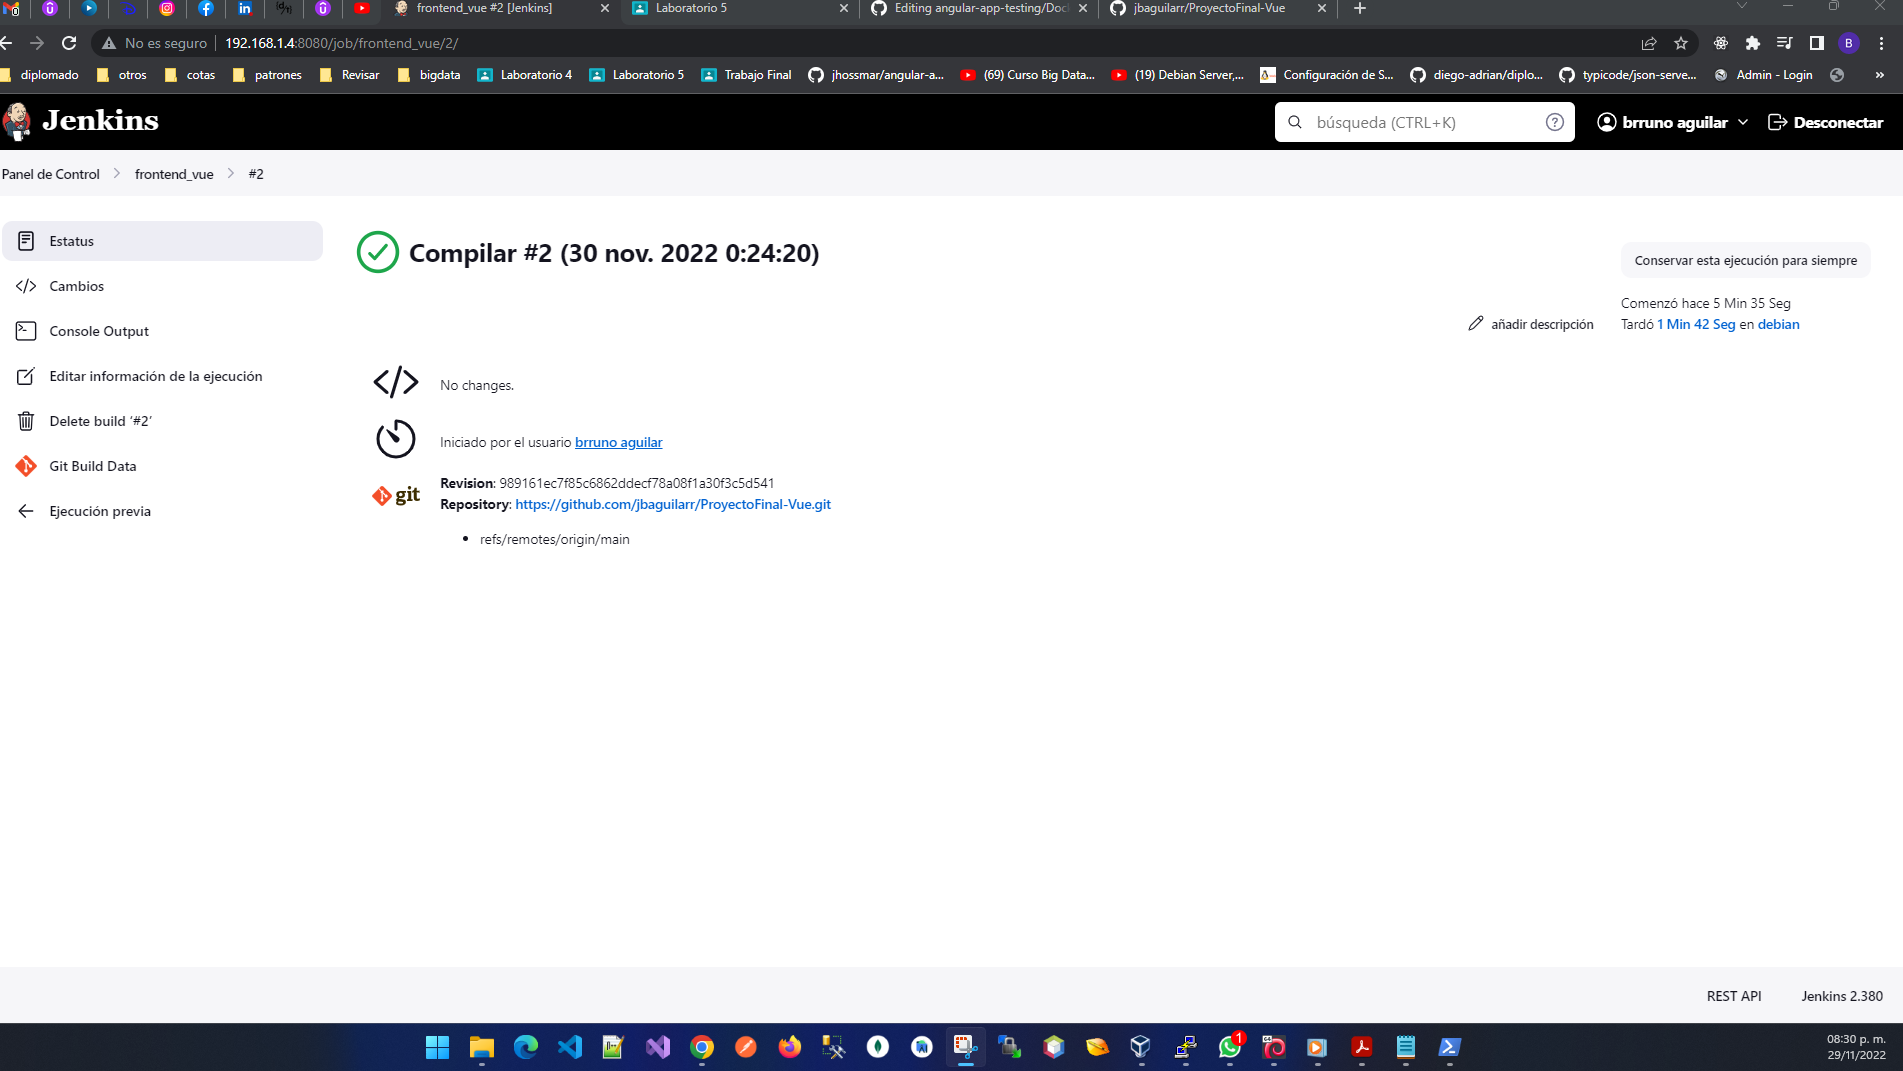 frontend_vue #2 [Jenkins]
Laboratorio 5
Editing angular-app-testing/Doc
jbaguilarr/ProyectoFinal-Vue
No es seguro
192.168.1.4:8080/job/frontend_vue/2/
B
diplomado
otros
cotas
patrones
Revisar
bigdata
Laboratorio 4
Laboratorio 5
Trabajo Final
jhossmar/angular-a...
(69) Curso Big Data...
(19) Debian Server,...
Configuración de S...
diego-adrian/diplo...
typicode/json-serve...
Admin - Login
»
Jenkins
búsqueda (CTRL+K)
brruno aguilar
Desconectar
Panel de Control
frontend_vue
#2
Estatus
Cambios
Console Output
Editar información de la ejecución
Delete build ‘#2’
Git Build Data
Ejecución previa
Compilar #2 (30 nov. 2022 0:24:20)
Conservar esta ejecución para siempre
Comenzó hace 5 Min 35 Seg
añadir descripción
Tardó 1 Min 42 Seg en debian
No changes.
Iniciado por el usuario brruno aguilar
git
Revision: 989161ec7f85c6862ddecf78a08f1a30f3c5d541
Repository: https://github.com/jbaguilarr/ProyectoFinal-Vue.git
refs/remotes/origin/main
REST API
Jenkins 2.380
1
08:30 p. m.
29/11/2022